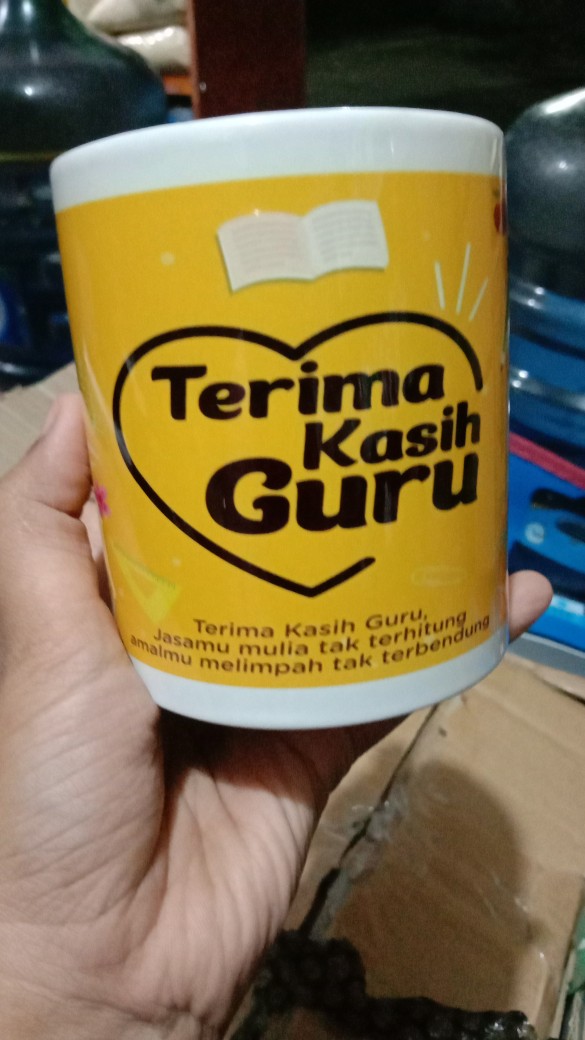 Terima
Kasih
Guru
Terima Kasih Guru,
Jasamu mulia tak terhitung
amalmu melimpah tak terbendung